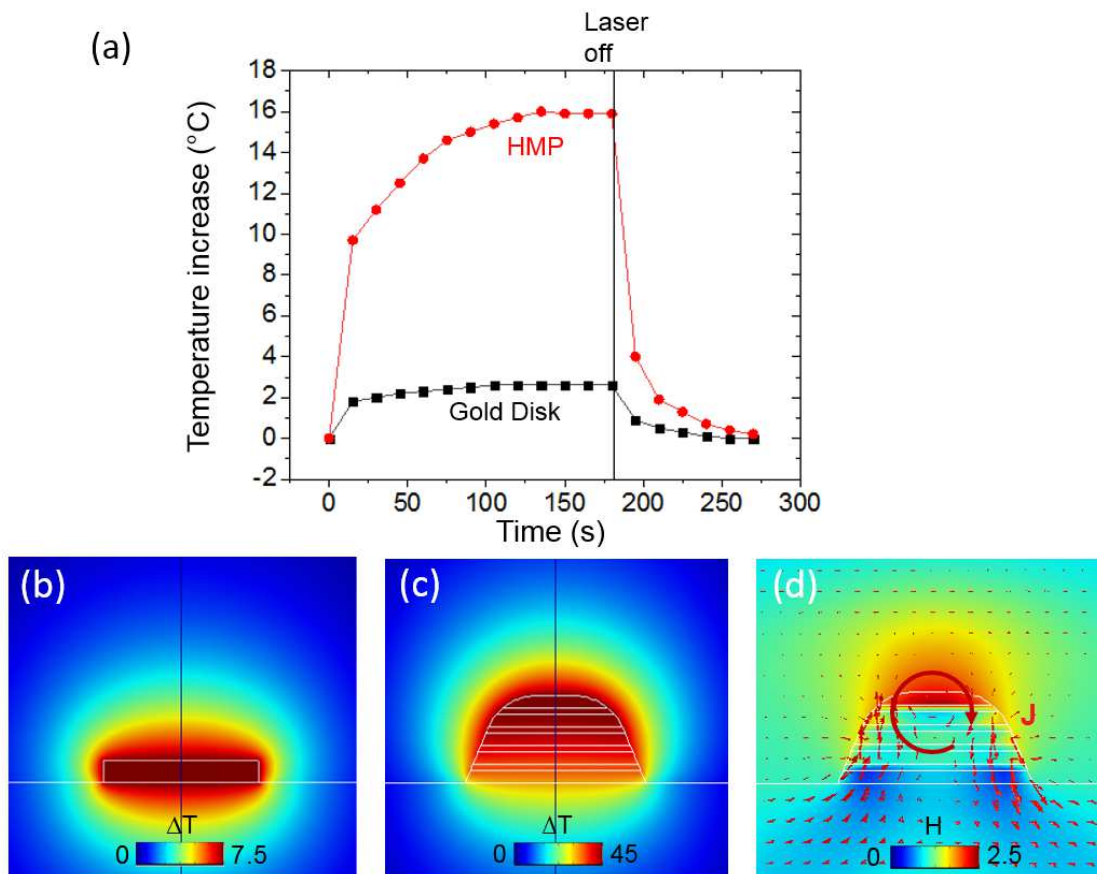 (a)
Laser
off
Temperature increase (°C)
18
16
14
12
10
8
6
4
2
0
-2
HMP
Gold Disk
0 50 100 150 200 250 300
Time (s)
(b)
ΔT
0 7.5
(c)
ΔT
0 45
(d)
J
H
0 2.5